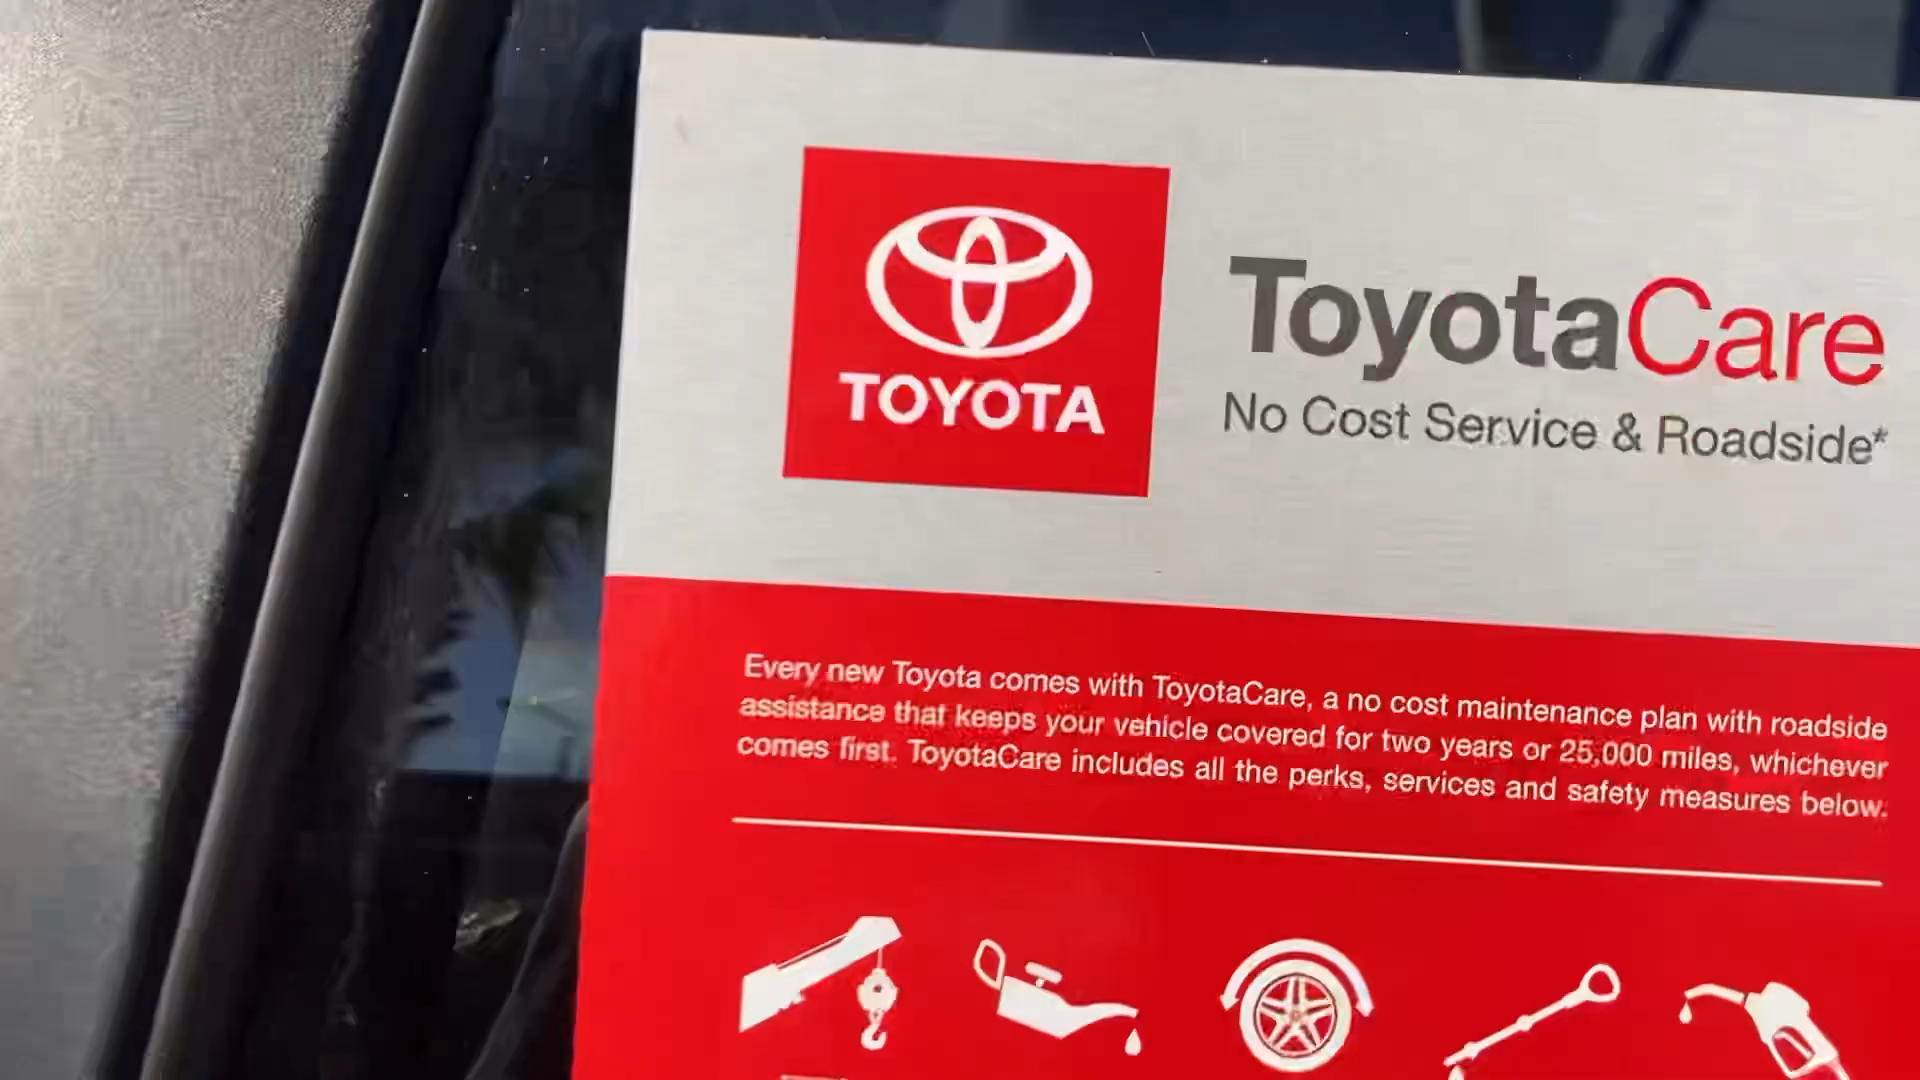 TOYOTA
ToyotaCare
No Cost Service & Roadside*
Every new Toyota comes with ToyotaCare, a no cost maintenance plan with roadside
assistance that keeps your vehicle covered for two years or 25,000 miles, whichever
comes first. ToyotaCare includes all the perks, services and safety measures below.